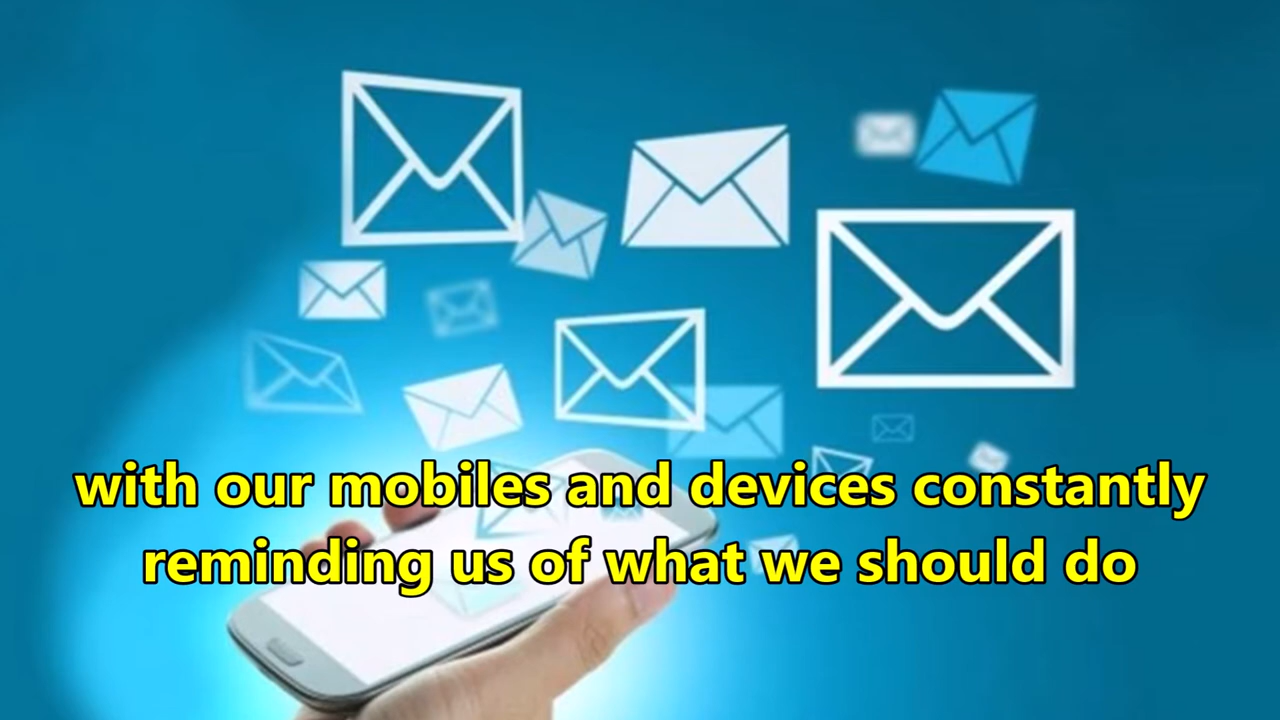 with our mobiles and devices constantly
reminding us of what we should do